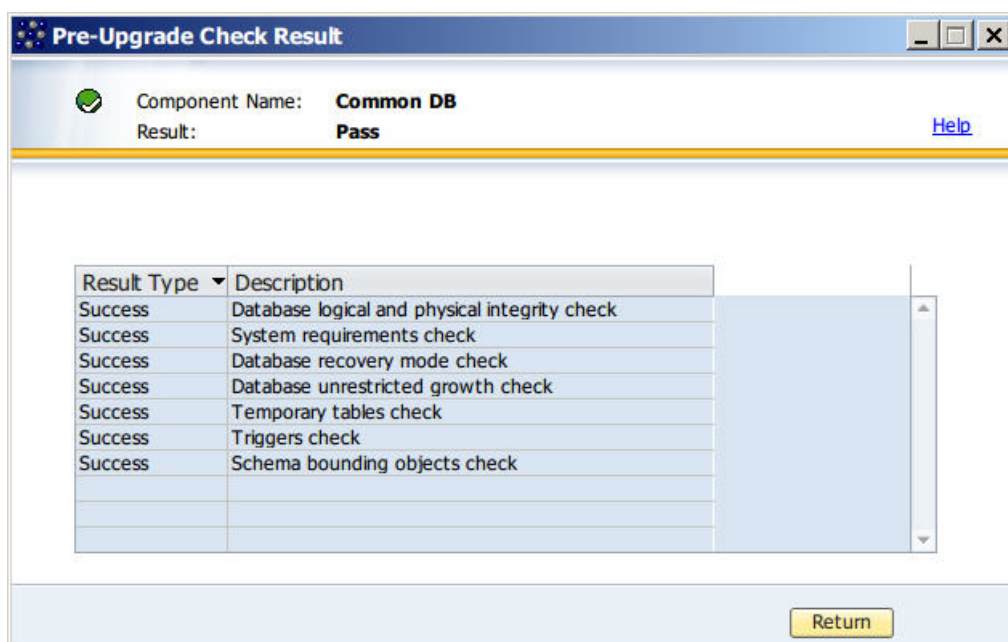 Pre-Upgrade Check Result
Component Name: Common DB
Result: Pass
Help
Result Type Description
Success Database logical and physical integrity check
Success System requirements check
Success Database recovery mode check
Success Database unrestricted growth check
Success Temporary tables check
Success Triggers check
Success Schema bounding objects check
Return